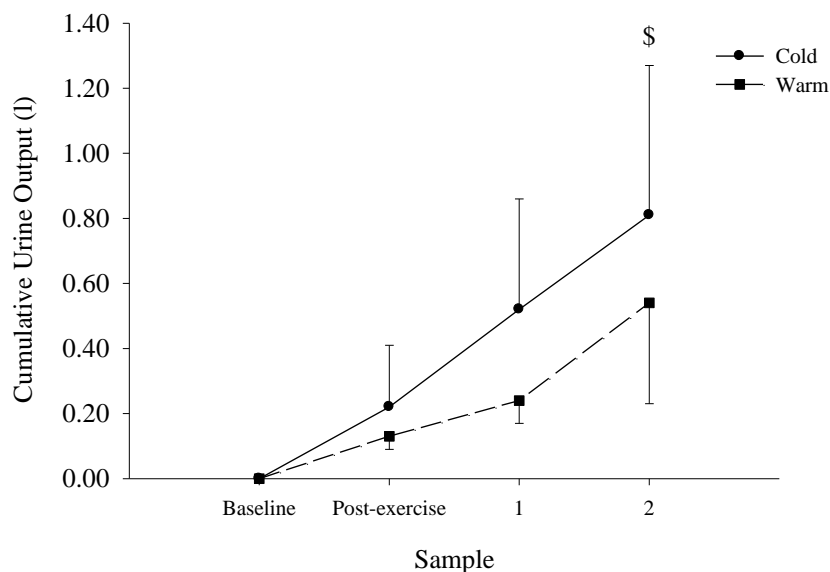 1.40
1.20
1.00
0.80
0.60
0.40
0.20
0.00
Cumulative Urine Output (l)
$
Cold
Warm
Baseline Post-exercise 1 2
Sample